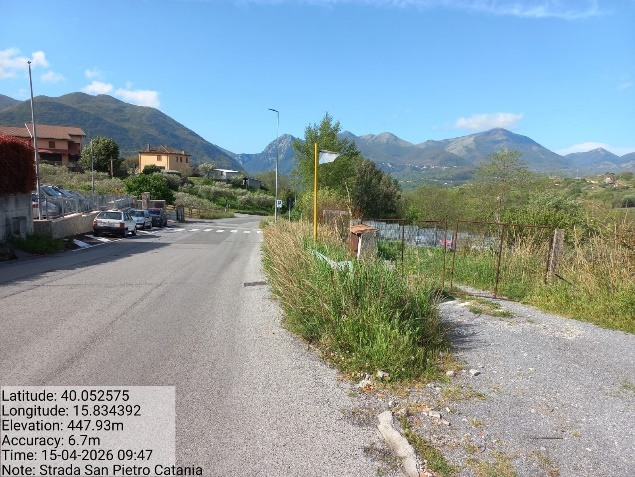 Latitude: 40.052575
Longitude: 15.834392
Elevation: 447.93m
Accuracy: 6.7m
Time: 15-04-2026 09:47
Note: Strada San Pietro Catania